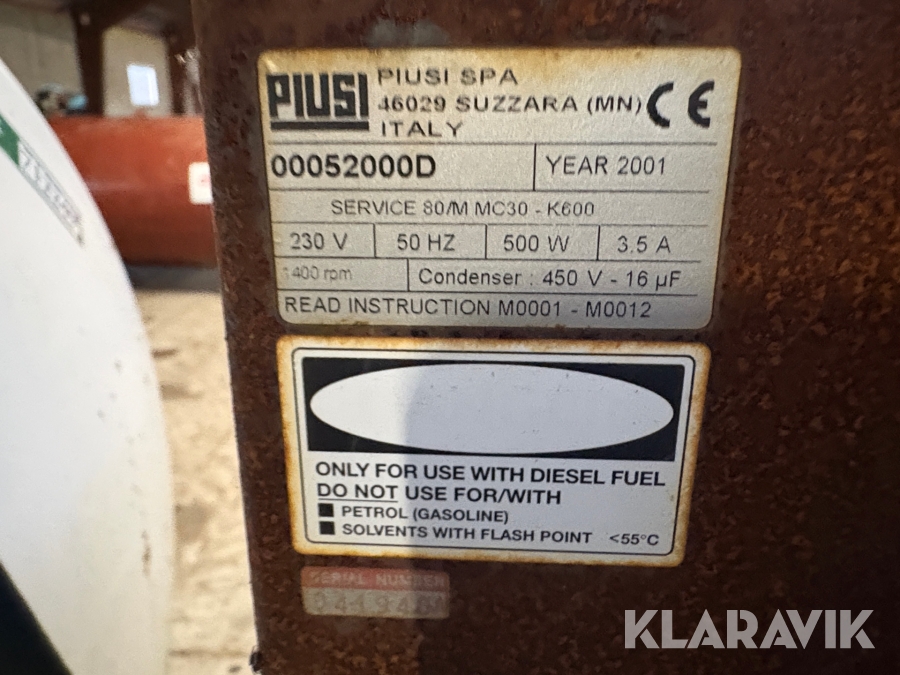 PIUSI
PIUSI SPA
46029 SUZZARA (MN)
ITALY
CE
00052000D
YEAR 2001
SERVICE 80/M MC30 - K600
230 V
50 HZ
500 W
3.5 A
1400 rpm
Condenser : 450 V - 16 µF
READ INSTRUCTION M0001 - M0012
ONLY FOR USE WITH DIESEL FUEL
DO NOT USE FOR/WITH
PETROL (GASOLINE)
SOLVENTS WITH FLASH POINT <55°C
SERIAL NUMBER
KLARAVIK